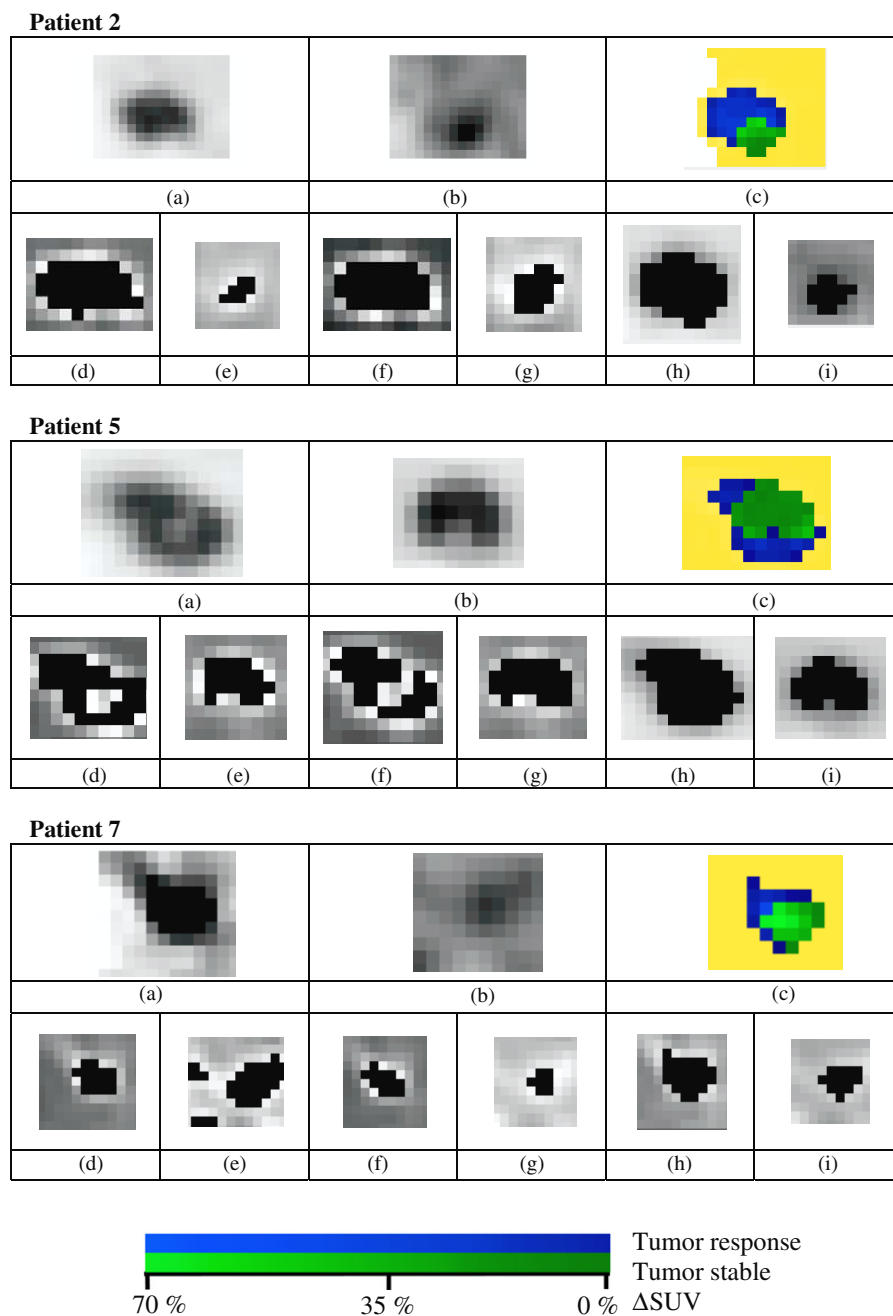 Patient 2
(a) (b) (c)
(d) (e) (f) (g) (h) (i)
Patient 5
(a) (b) (c)
(d) (e) (f) (g) (h) (i)
Patient 7
(a) (b) (c)
(d) (e) (f) (g) (h) (i)
Tumor response
Tumor stable
70 % 35 % 0 % ΔSUV